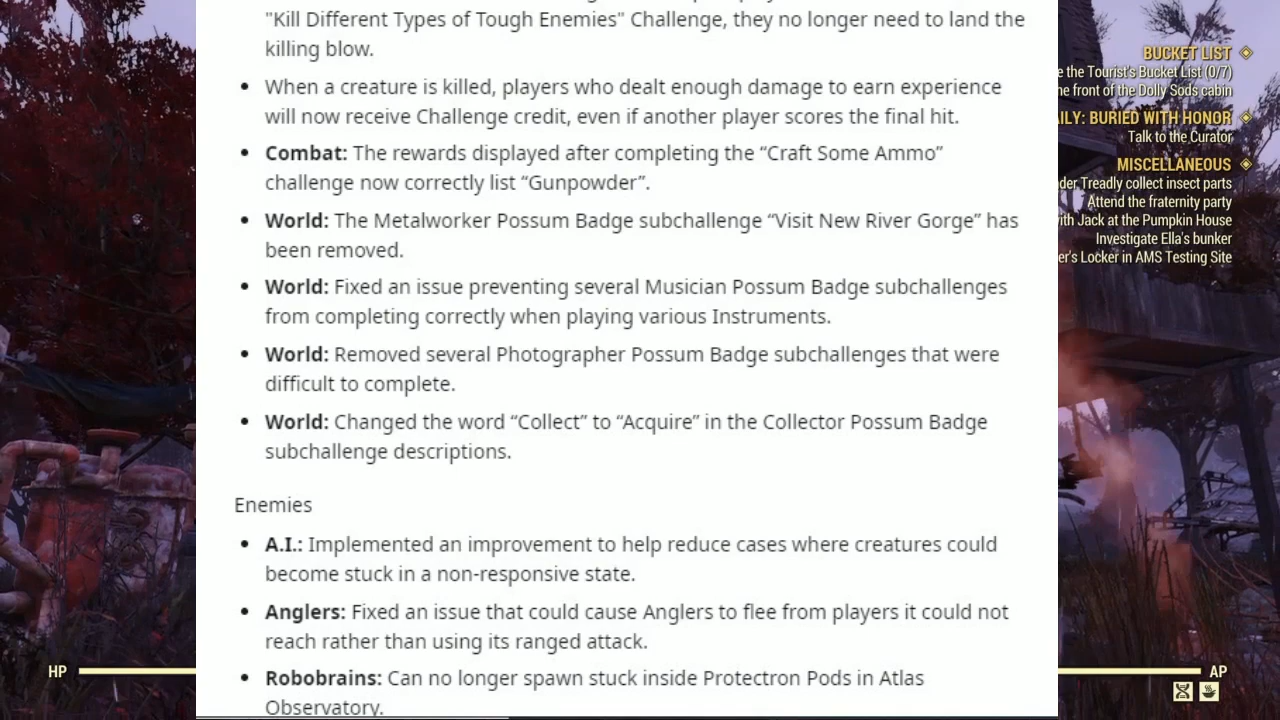 "Kill Different Types of Tough Enemies" Challenge, they no longer need to land the
killing blow.
• When a creature is killed, players who dealt enough damage to earn experience
will now receive Challenge credit, even if another player scores the final hit.
• Combat: The rewards displayed after completing the “Craft Some Ammo”
challenge now correctly list “Gunpowder”.
• World: The Metalworker Possum Badge subchallenge “Visit New River Gorge” has
been removed.
• World: Fixed an issue preventing several Musician Possum Badge subchallenges
from completing correctly when playing various Instruments.
• World: Removed several Photographer Possum Badge subchallenges that were
difficult to complete.
• World: Changed the word “Collect” to “Acquire” in the Collector Possum Badge
subchallenge descriptions.
Enemies
• A.I.: Implemented an improvement to help reduce cases where creatures could
become stuck in a non-responsive state.
• Anglers: Fixed an issue that could cause Anglers to flee from players it could not
reach rather than using its ranged attack.
• Robobrains: Can no longer spawn stuck inside Protectron Pods in Atlas
Observatory.
BUCKET LIST
e the Tourist's Bucket List (0/7)
he front of the Dolly Sods cabin
AILY: BURIED WITH HONOR
Talk to the Curator
MISCELLANEOUS
der Treadly collect insect parts
Attend the fraternity party
ith Jack at the Pumpkin House
Investigate Ella's bunker
er's Locker in AMS Testing Site
HP
AP